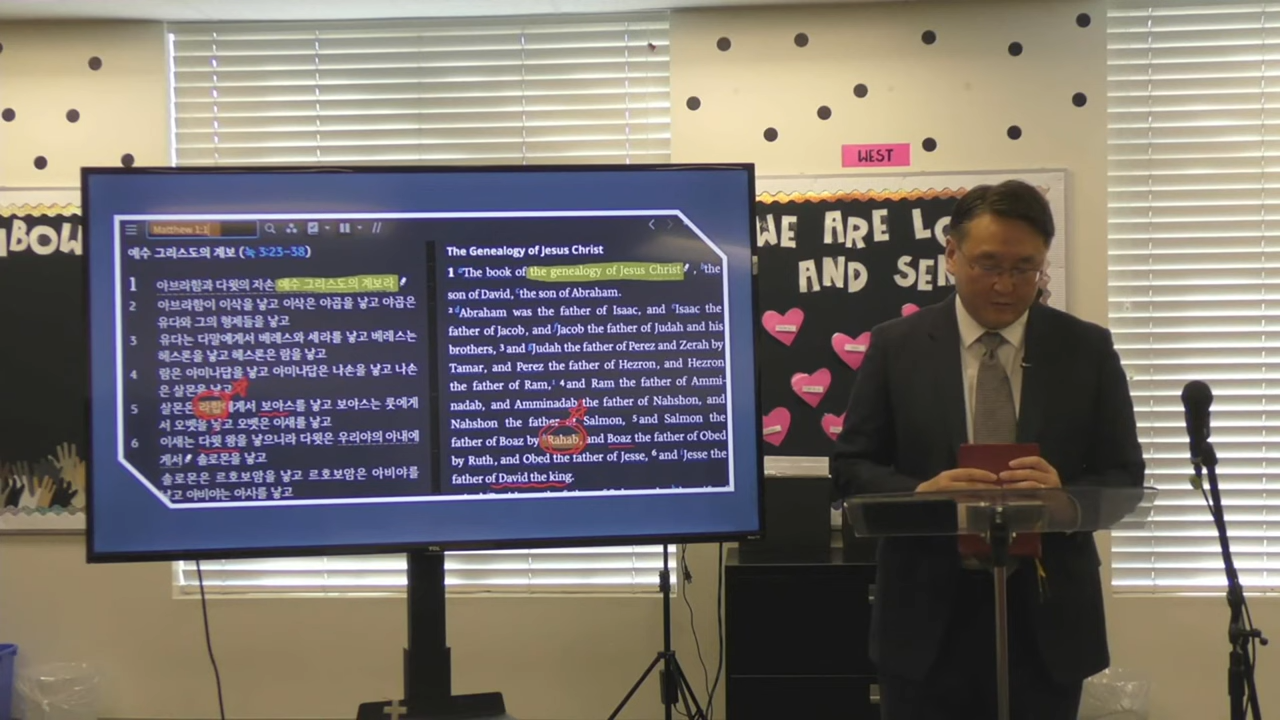 WEST
BOW
WE ARE LO
AND SE
Matthew 1:1
예수 그리스도의 계보 (눅 3:23-38)
1 아브라함과 다윗의 자손 예수 그리스도의 계보라
2 아브라함이 이삭을 낳고 이삭은 야곱을 낳고 야곱은
유다와 그의 형제들을 낳고
3 유다는 다말에게서 베레스와 세라를 낳고 베레스는
헤스론을 낳고 헤스론은 람을 낳고
4 람은 아미나답을 낳고 아미나답은 나손을 낳고 나손
은 살몬을 낳고
5 살몬은 라합에게서 보아스를 낳고 보아스는 룻에게
서 오벳을 낳고 오벳은 이새를 낳고
6 이새는 다윗 왕을 낳으니라 다윗은 우리야의 아내에
게서 솔로몬을 낳고
솔로몬은 르호보암을 낳고 르호보암은 아비야를
낳고 아비야는 아사를 낳고
The Genealogy of Jesus Christ
1 The book of the genealogy of Jesus Christ, the
son of David, the son of Abraham.
2 Abraham was the father of Isaac, and Isaac the
father of Jacob, and Jacob the father of Judah and his
brothers, 3 and Judah the father of Perez and Zerah by
Tamar, and Perez the father of Hezron, and Hezron
the father of Ram, 4 and Ram the father of Ammi-
nadab, and Amminadab the father of Nahshon, and
Nahshon the father of Salmon, 5 and Salmon the
father of Boaz by Rahab, and Boaz the father of Obed
by Ruth, and Obed the father of Jesse, 6 and Jesse the
father of David the king.
TCL